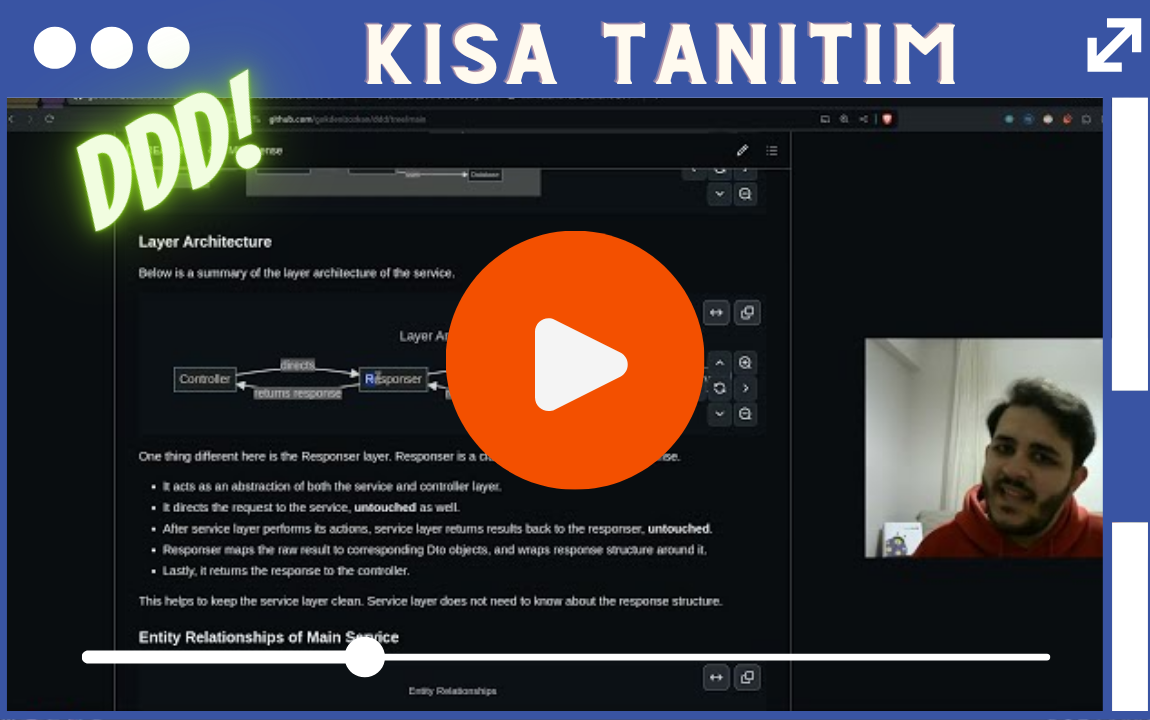 KISA TANITIM
DDD!
github.com/gokdenizozkan/ddd/tree/main
Database
Layer Architecture
Below is a summary of the layer architecture of the service.
Layer Ar
directs
Controller
Responser
returns response
One thing different here is the Responser layer. Responser is a
It acts as an abstraction of both the service and controller layer.
It directs the request to the service, untouched as well.
After service layer performs its actions, service layer returns results back to the responser, untouched.
Responser maps the raw result to corresponding Dto objects, and wraps response structure around it.
Lastly, it returns the response to the controller.
This helps to keep the service layer clean. Service layer does not need to know about the response structure.
Entity Relationships of Main Service
Entity Relationships